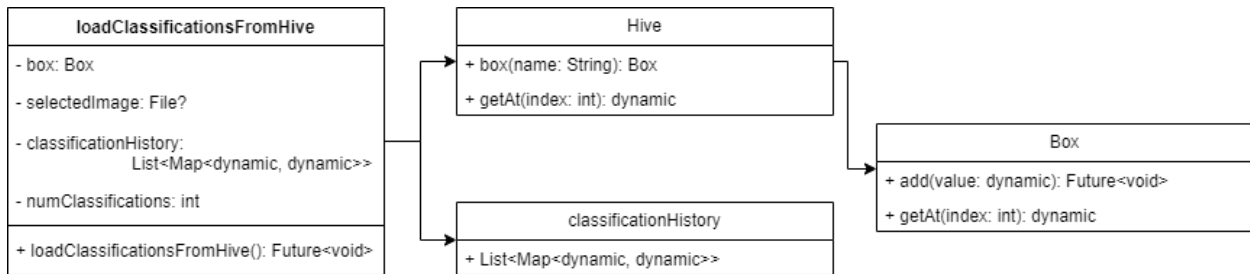 loadClassificationsFromHive
- box: Box
- selectedImage: File?
- classificationHistory:
List<Map<dynamic, dynamic>>
- numClassifications: int
+ loadClassificationsFromHive(): Future<void>
Hive
+ box(name: String): Box
+ getAt(index: int): dynamic
classificationHistory
+ List<Map<dynamic, dynamic>>
Box
+ add(value: dynamic): Future<void>
+ getAt(index: int): dynamic